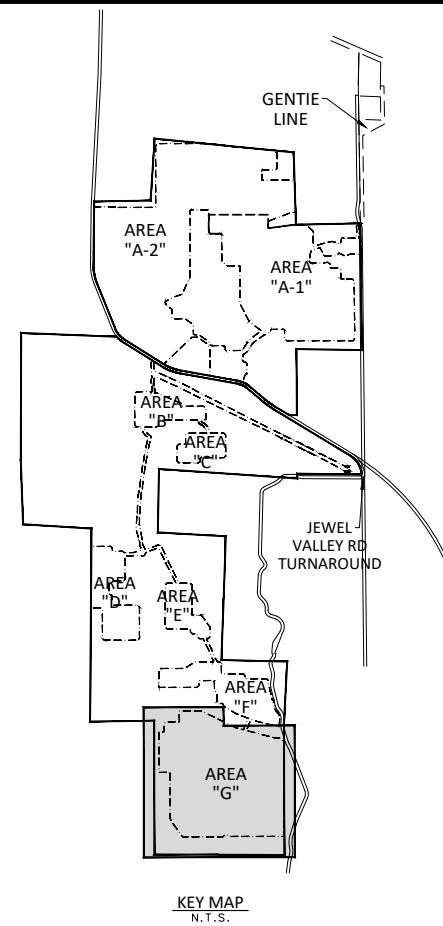 GENTIE
LINE
AREA
"A-2"
AREA
"A-1"
AREA
"B"
AREA
"C"
JEWEL
VALLEY RD
TURNAROUND
AREA
"D"
AREA
"E"
AREA
"F"
AREA
"G"
KEY MAP
N.T.S.